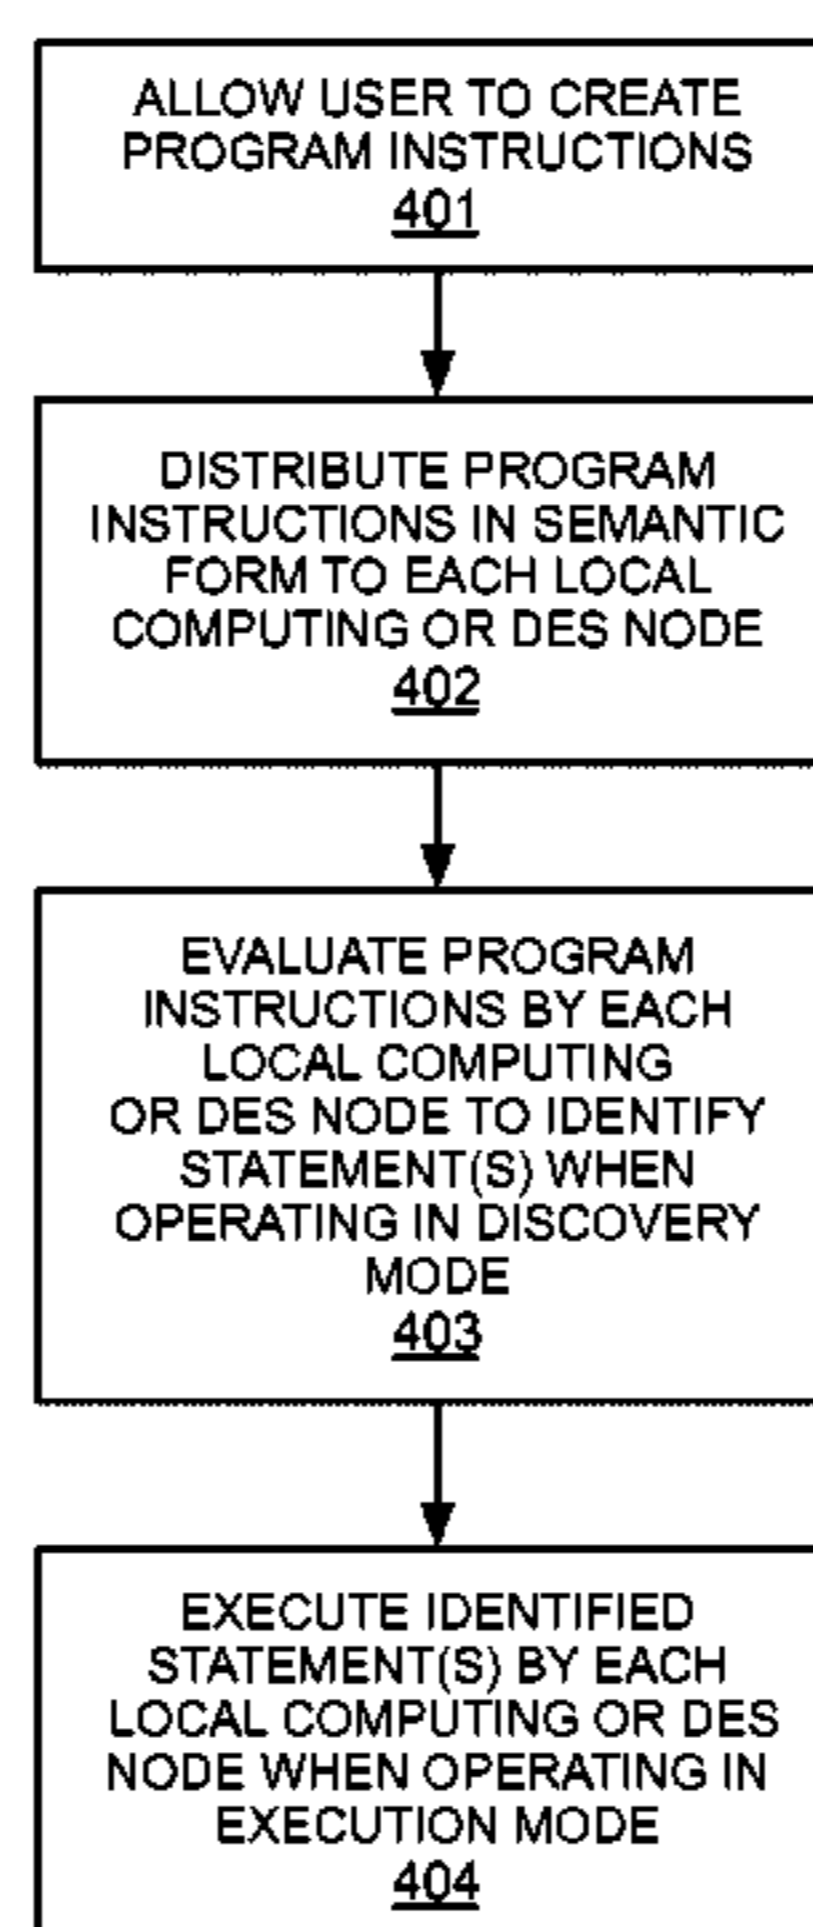 ALLOW USER TO CREATE
PROGRAM INSTRUCTIONS
401
DISTRIBUTE PROGRAM
INSTRUCTIONS IN SEMANTIC
FORM TO EACH LOCAL
COMPUTING OR DES NODE
402
EVALUATE PROGRAM
INSTRUCTIONS BY EACH
LOCAL COMPUTING
OR DES NODE TO IDENTIFY
STATEMENT(S) WHEN
OPERATING IN DISCOVERY
MODE
403
EXECUTE IDENTIFIED
STATEMENT(S) BY EACH
LOCAL COMPUTING OR DES
NODE WHEN OPERATING IN
EXECUTION MODE
404